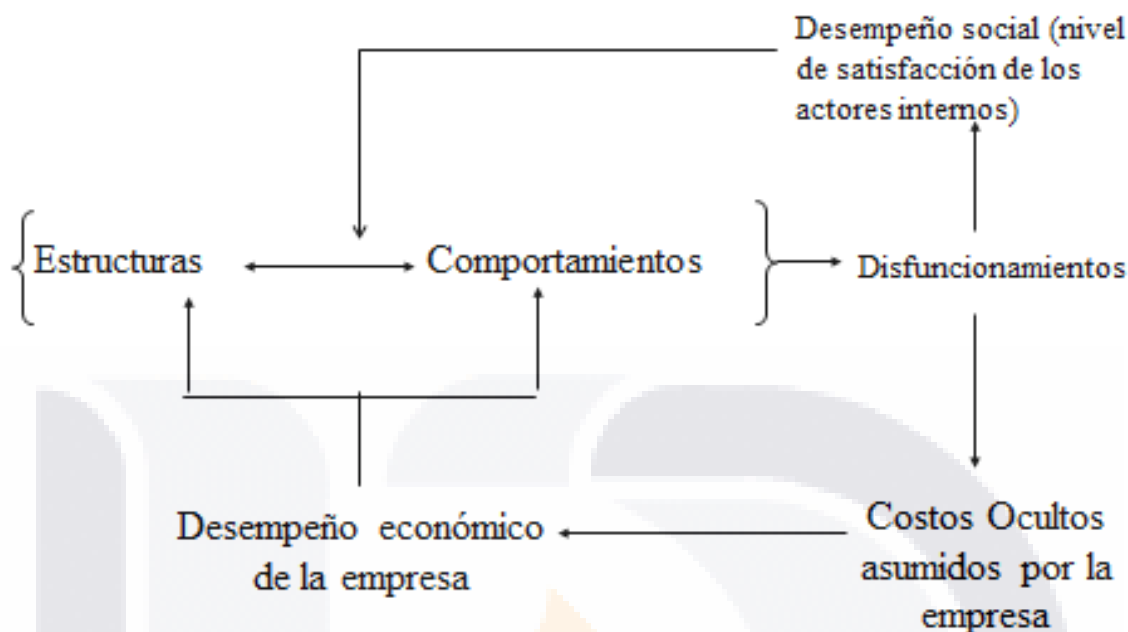 Desempeño social (nivel
de satisfacción de los
actores internos)
Estructuras
Comportamientos
Disfuncionamientos
Desempeño económico
de la empresa
Costos Ocultos
asumidos por la
empresa